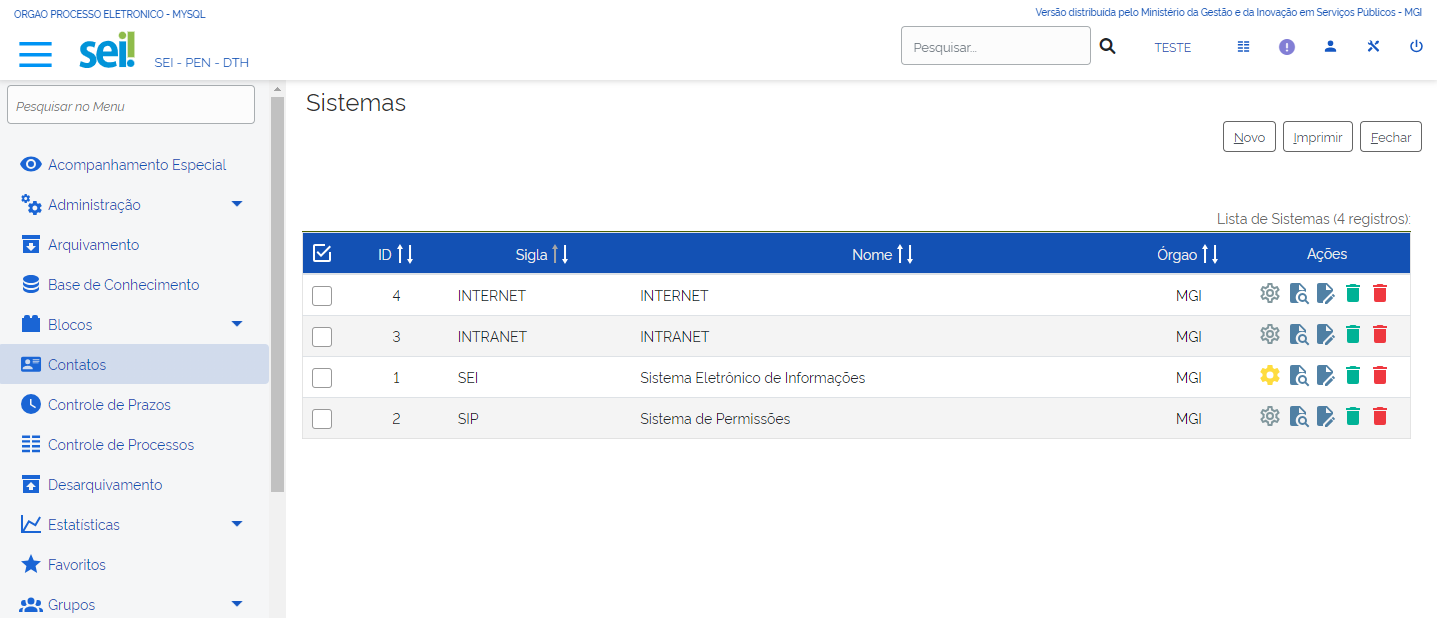 ORGAO PROCESSO ELETRONICO - MYSQL
Versão distribuída pelo Ministério da Gestão e da Inovação em Serviços Públicos - MGI
sei!
SEI - PEN - DTH
Pesquisar...
TESTE
Pesquisar no Menu
Acompanhamento Especial
Administração
Arquivamento
Base de Conhecimento
Blocos
Contatos
Controle de Prazos
Controle de Processos
Desarquivamento
Estatísticas
Favoritos
Grupos
Sistemas
Novo Imprimir Fechar
Lista de Sistemas (4 registros):
ID Sigla Nome Órgao Ações
4 INTERNET INTERNET MGI
3 INTRANET INTRANET MGI
1 SEI Sistema Eletrônico de Informações MGI
2 SIP Sistema de Permissões MGI